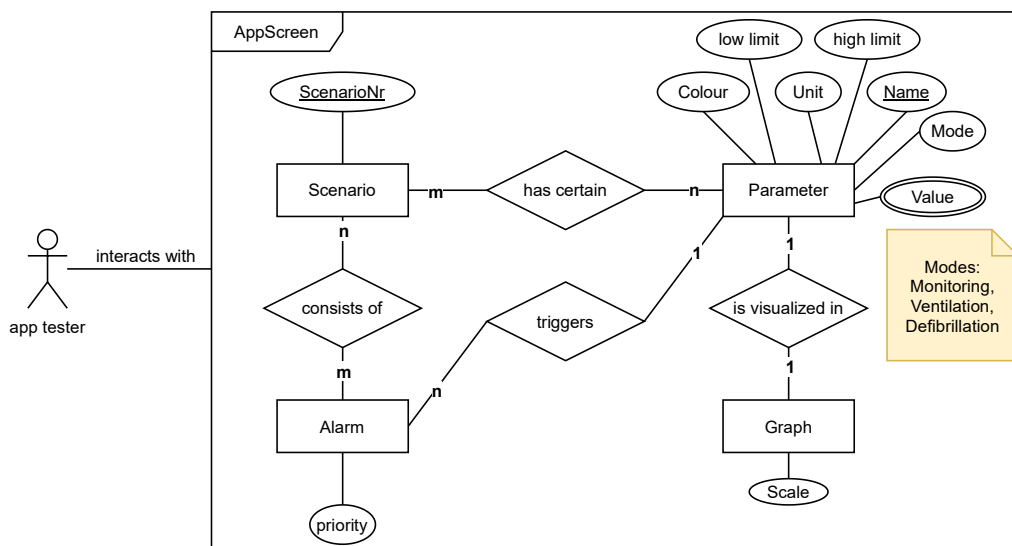 AppScreen
low limit
high limit
ScenarioNr
Colour
Unit
Name
Mode
Scenario
m
has certain
n
Parameter
Value
n
1
1
interacts with
app tester
consists of
triggers
is visualized in
Modes:
Monitoring,
Ventilation,
Defibrillation
m
n
1
Alarm
Graph
priority
Scale